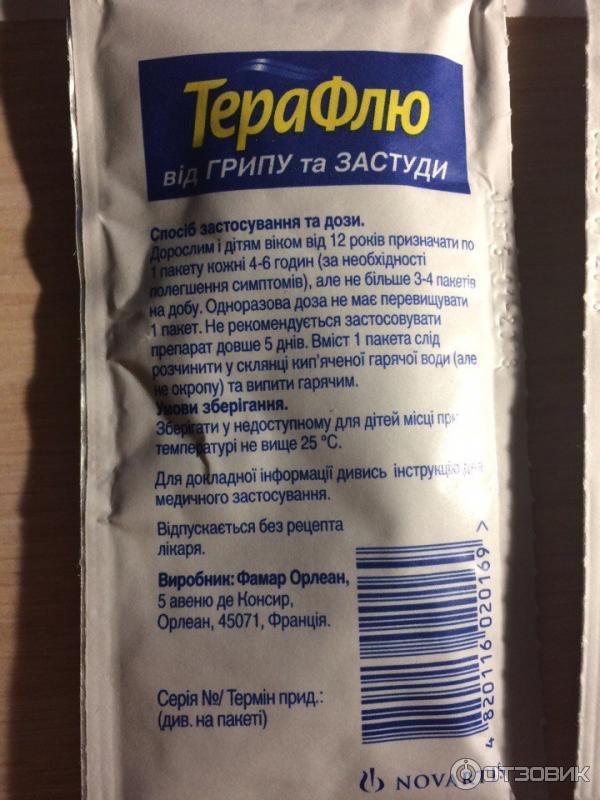 ТераФлю
від ГРИПУ та ЗАСТУДИ
Спосіб застосування та дози.
Дорослим і дітям віком від 12 років призначати по
1 пакету кожні 4-6 годин (за необхідності
полегшення симптомів), але не більше 3-4 пакетів
на добу. Одноразова доза не має перевищувати
1 пакет. Не рекомендується застосовувати
препарат довше 5 днів. Вміст 1 пакета слід
розчинити у склянці кип'яченої гарячої води (але
не окропу) та випити гарячим.
Умови зберігання.
Зберігати у недоступному для дітей місці при
температурі не вище 25 °С.
Для докладної інформації дивись інструкцію для
медичного застосування.
Відпускається без рецепта
лікаря.
Виробник: Фамар Орлеан,
5 авеню де Консир,
Орлеан, 45071, Франція.
Серія №/ Термін прид.:
(див. на пакеті)
4 820116 020169 >
NOVARTIS
ОТЗОВИК